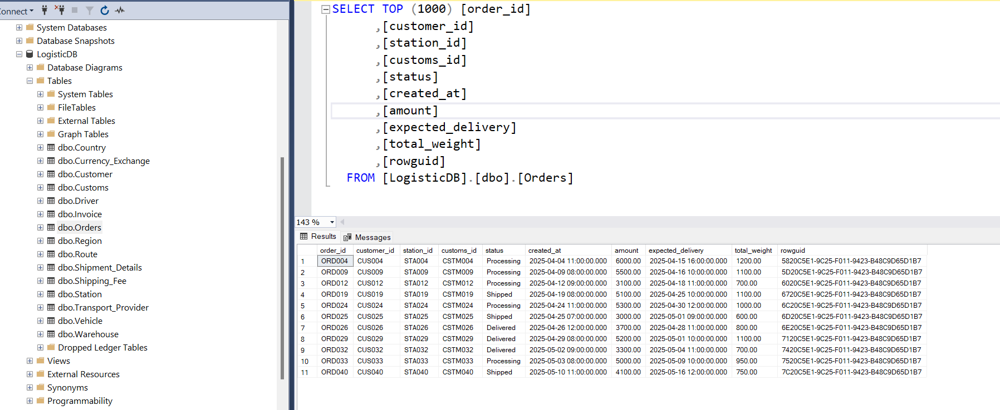 Connect
System Databases
Database Snapshots
LogisticDB
Database Diagrams
Tables
System Tables
FileTables
External Tables
Graph Tables
dbo.Country
dbo.Currency_Exchange
dbo.Customer
dbo.Customs
dbo.Driver
dbo.Invoice
dbo.Orders
dbo.Region
dbo.Route
dbo.Shipment_Details
dbo.Shipping_Fee
dbo.Station
dbo.Transport_Provider
dbo.Vehicle
dbo.Warehouse
Dropped Ledger Tables
Views
External Resources
Synonyms
Programmability
SELECT TOP (1000) [order_id]
,[customer_id]
,[station_id]
,[customs_id]
,[status]
,[created_at]
,[amount]
,[expected_delivery]
,[total_weight]
,[rowguid]
FROM [LogisticDB].[dbo].[Orders]
143 %
Results Messages
order_id customer_id station_id customs_id status created_at amount expected_delivery total_weight rowguid
1 ORD004 CUS004 STA004 CSTM004 Processing 2025-04-04 11:00:00.000 6000.00 2025-04-15 16:00:00.000 1200.00 5820C5E1-9C25-F011-9423-B48C9D65D1B7
2 ORD009 CUS009 STA009 CSTM009 Processing 2025-04-09 08:00:00.000 5500.00 2025-04-16 10:00:00.000 1100.00 5D20C5E1-9C25-F011-9423-B48C9D65D1B7
3 ORD012 CUS012 STA012 CSTM012 Processing 2025-04-12 09:00:00.000 3100.00 2025-04-18 11:00:00.000 700.00 6020C5E1-9C25-F011-9423-B48C9D65D1B7
4 ORD019 CUS019 STA019 CSTM019 Shipped 2025-04-19 08:00:00.000 5100.00 2025-04-25 10:00:00.000 1100.00 6720C5E1-9C25-F011-9423-B48C9D65D1B7
5 ORD024 CUS024 STA024 CSTM024 Processing 2025-04-24 11:00:00.000 5300.00 2025-04-30 12:00:00.000 1000.00 6C20C5E1-9C25-F011-9423-B48C9D65D1B7
6 ORD025 CUS025 STA025 CSTM025 Shipped 2025-04-25 07:00:00.000 3000.00 2025-05-01 09:00:00.000 600.00 6D20C5E1-9C25-F011-9423-B48C9D65D1B7
7 ORD026 CUS026 STA026 CSTM026 Delivered 2025-04-26 12:00:00.000 3700.00 2025-04-28 11:00:00.000 800.00 6E20C5E1-9C25-F011-9423-B48C9D65D1B7
8 ORD029 CUS029 STA029 CSTM029 Delivered 2025-04-29 08:00:00.000 5200.00 2025-05-01 10:00:00.000 1100.00 7120C5E1-9C25-F011-9423-B48C9D65D1B7
9 ORD032 CUS032 STA032 CSTM032 Delivered 2025-05-02 09:00:00.000 3300.00 2025-05-04 11:00:00.000 700.00 7420C5E1-9C25-F011-9423-B48C9D65D1B7
10 ORD033 CUS033 STA033 CSTM033 Processing 2025-05-03 08:00:00.000 5000.00 2025-05-09 10:00:00.000 950.00 7520C5E1-9C25-F011-9423-B48C9D65D1B7
11 ORD040 CUS040 STA040 CSTM040 Shipped 2025-05-10 11:00:00.000 4100.00 2025-05-16 12:00:00.000 750.00 7C20C5E1-9C25-F011-9423-B48C9D65D1B7